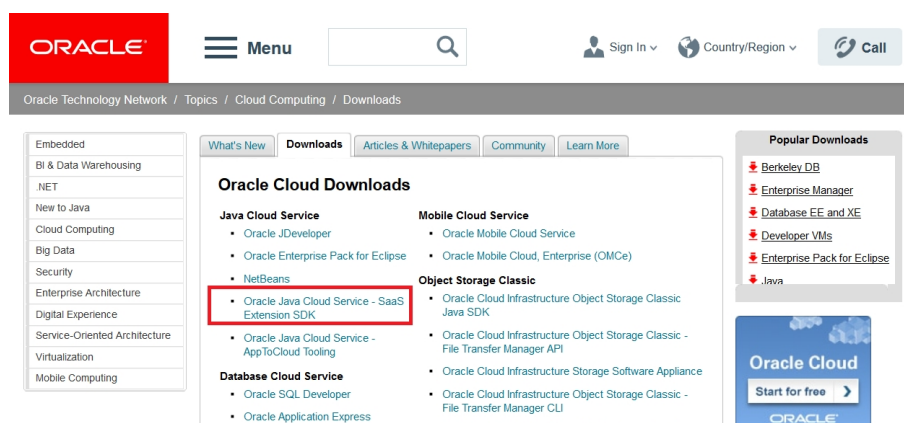 ORACLE
Menu
Sign In
Country/Region
Call
Oracle Technology Network / Topics / Cloud Computing / Downloads
Embedded
BI & Data Warehousing
.NET
New to Java
Cloud Computing
Big Data
Security
Enterprise Architecture
Digital Experience
Service-Oriented Architecture
Virtualization
Mobile Computing
What's New
Downloads
Articles & Whitepapers
Community
Learn More
Oracle Cloud Downloads
Java Cloud Service
Oracle JDeveloper
Oracle Enterprise Pack for Eclipse
NetBeans
Oracle Java Cloud Service - SaaS
Extension SDK
Oracle Java Cloud Service -
AppToCloud Tooling
Database Cloud Service
Oracle SQL Developer
Oracle Application Express
Mobile Cloud Service
Oracle Mobile Cloud Service
Oracle Mobile Cloud, Enterprise (OMCe)
Object Storage Classic
Oracle Cloud Infrastructure Object Storage Classic
Java SDK
Oracle Cloud Infrastructure Object Storage Classic -
File Transfer Manager API
Oracle Cloud Infrastructure Storage Software Appliance
Oracle Cloud Infrastructure Object Storage Classic -
File Transfer Manager CLI
Popular Downloads
Berkeley DB
Enterprise Manager
Database EE and XE
Developer VMs
Enterprise Pack for Eclipse
Java
Oracle Cloud
Start for free
ORACLE